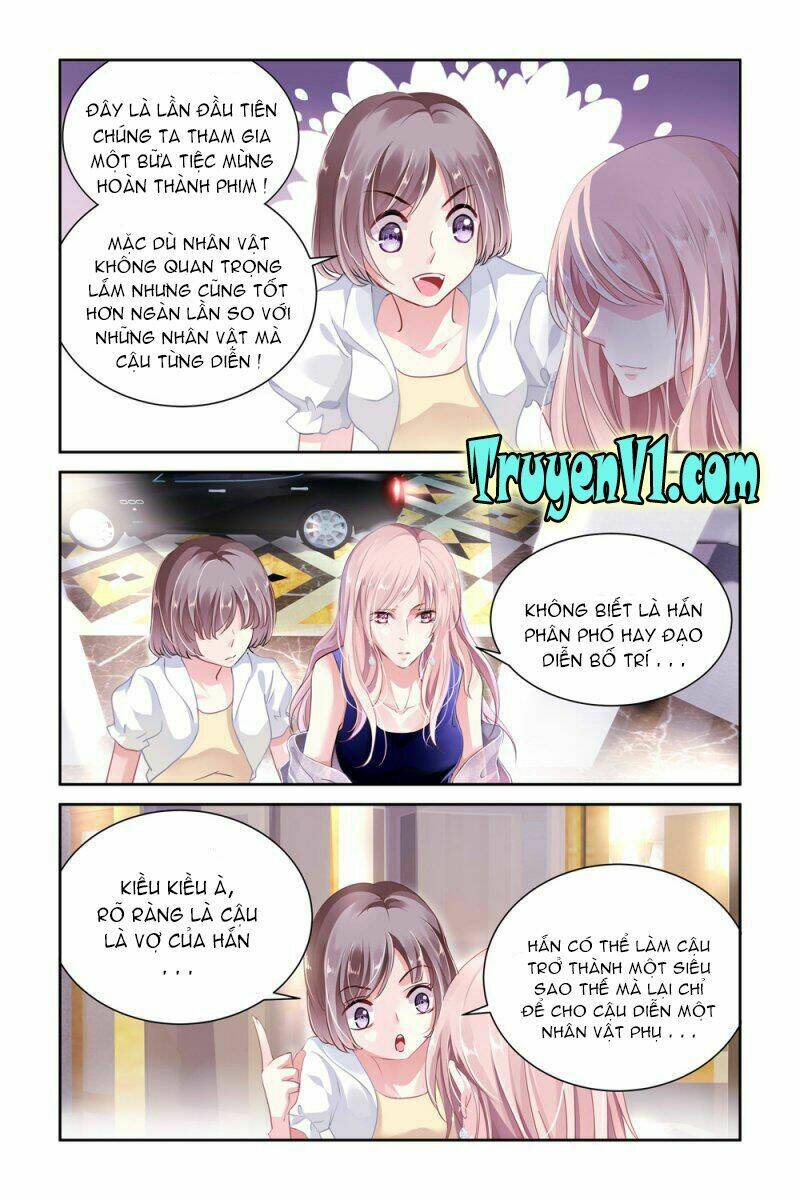 ĐÂY LÀ LẦN ĐẦU TIÊN
CHÚNG TA THAM GIA
MỘT BỮA TIỆC MỪNG
HOÀN THÀNH PHIM !
MẶC DÙ NHÂN VẬT
KHÔNG QUAN TRỌNG
LẮM NHƯNG CŨNG TỐT
HƠN NGÀN LẦN SO VỚI
NHỮNG NHÂN VẬT MÀ
CẬU TỪNG DIỄN !
TruyenV1.com
KHÔNG BIẾT LÀ HẮN
PHÂN PHÓ HAY ĐẠO
DIỄN BỐ TRÍ . . .
KIỀU KIỀU À,
RÕ RÀNG LÀ CẬU
LÀ VỢ CỦA HẮN
. . .
HẮN CÓ THỂ LÀM CẬU
TRỞ THÀNH MỘT SIÊU
SAO THẾ MÀ LẠI CHỈ
ĐỂ CHO CẬU DIỄN MỘT
NHÂN VẬT PHỤ . . .